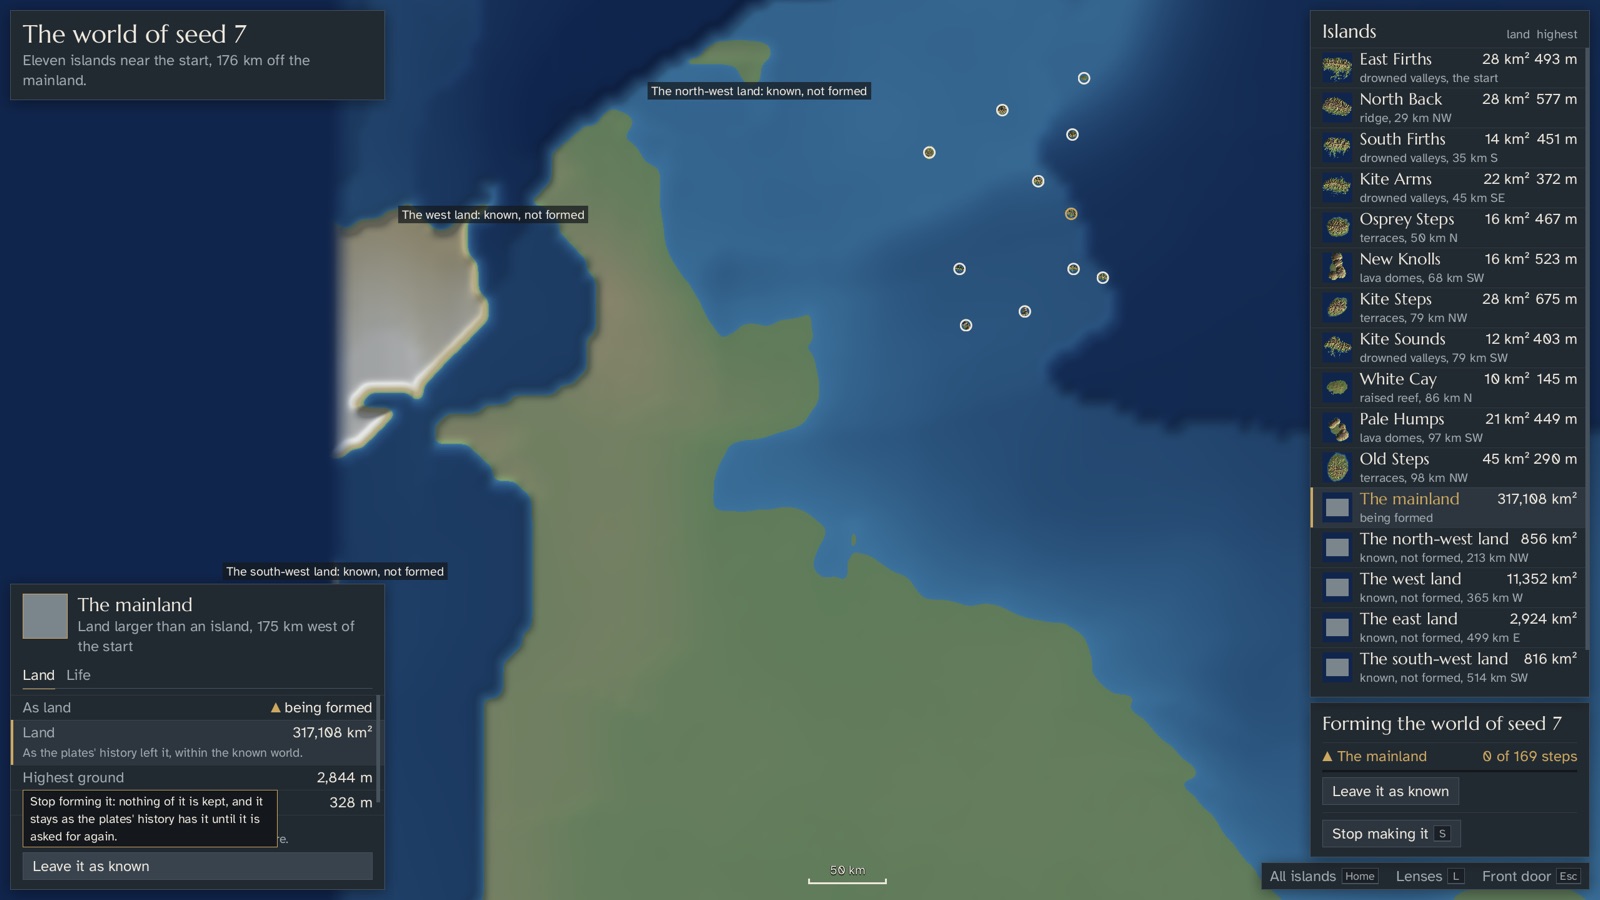 The world of seed 7
Eleven islands near the start, 176 km off the
mainland.
The north-west land: known, not formed
The west land: known, not formed
The south-west land: known, not formed
The mainland
Land larger than an island, 175 km west of
the start
Land Life
As land ▲ being formed
Land 317,108 km²
As the plates' history left it, within the known world.
Highest ground 2,844 m
328 m
Stop forming it: nothing of it is kept, and it
stays as the plates' history has it until it is
asked for again.
re.
Leave it as known
50 km
Islands land highest
East Firths 28 km² 493 m
drowned valleys, the start
North Back 28 km² 577 m
ridge, 29 km NW
South Firths 14 km² 451 m
drowned valleys, 35 km S
Kite Arms 22 km² 372 m
drowned valleys, 45 km SE
Osprey Steps 16 km² 467 m
terraces, 50 km N
New Knolls 16 km² 523 m
lava domes, 68 km SW
Kite Steps 28 km² 675 m
terraces, 79 km NW
Kite Sounds 12 km² 403 m
drowned valleys, 79 km SW
White Cay 10 km² 145 m
raised reef, 86 km N
Pale Humps 21 km² 449 m
lava domes, 97 km SW
Old Steps 45 km² 290 m
terraces, 98 km NW
The mainland 317,108 km²
being formed
The north-west land 856 km²
known, not formed, 213 km NW
The west land 11,352 km²
known, not formed, 365 km W
The east land 2,924 km²
known, not formed, 499 km E
The south-west land 816 km²
known, not formed, 514 km SW
Forming the world of seed 7
▲ The mainland 0 of 169 steps
Leave it as known
Stop making it S
All islands Home Lenses L Front door Esc